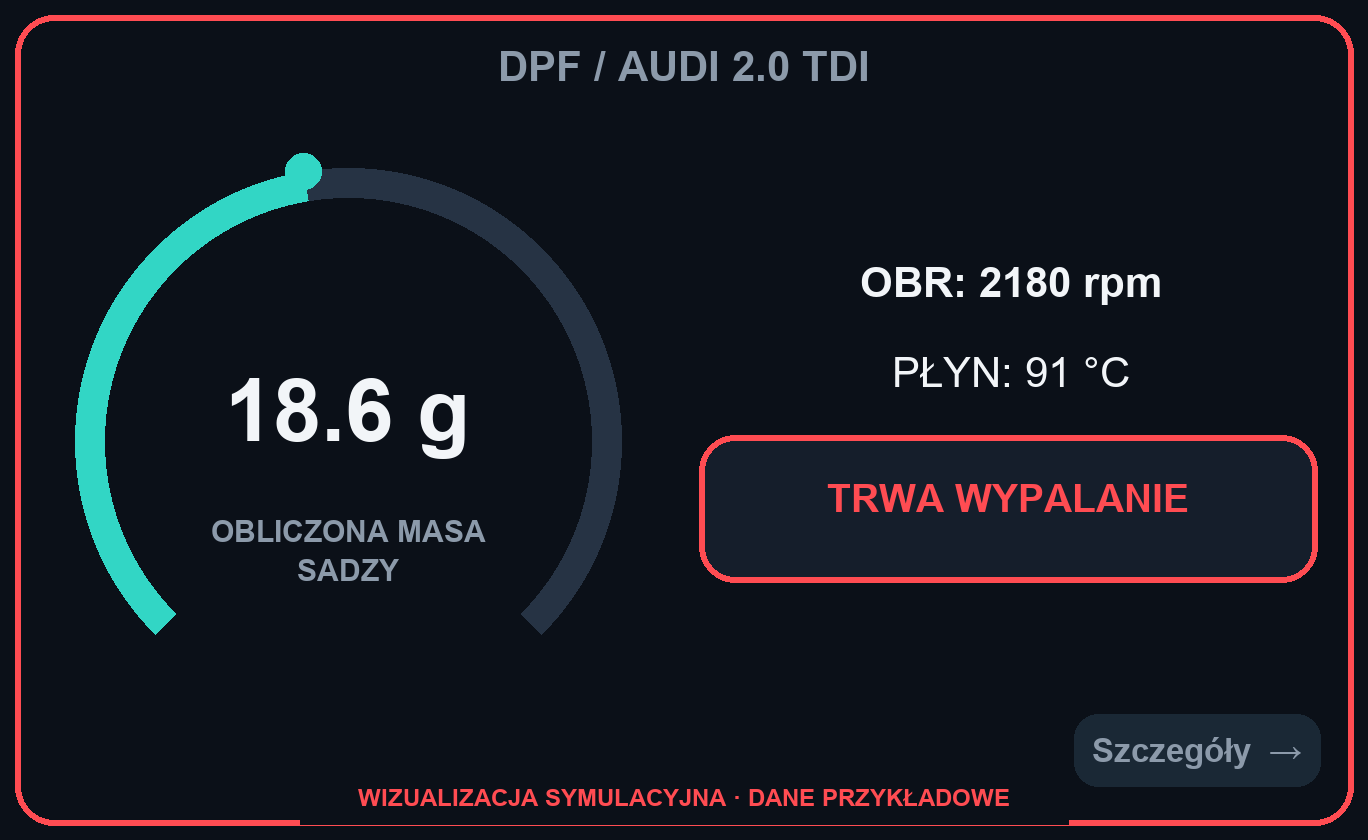 DPF / AUDI 2.0 TDI
18.6 g
OBLICZONA MASA
SADZY
OBR: 2180 rpm
PŁYN: 91 °C
TRWA WYPALANIE
Szczegóły →
WIZUALIZACJA SYMULACYJNA · DANE PRZYKŁADOWE